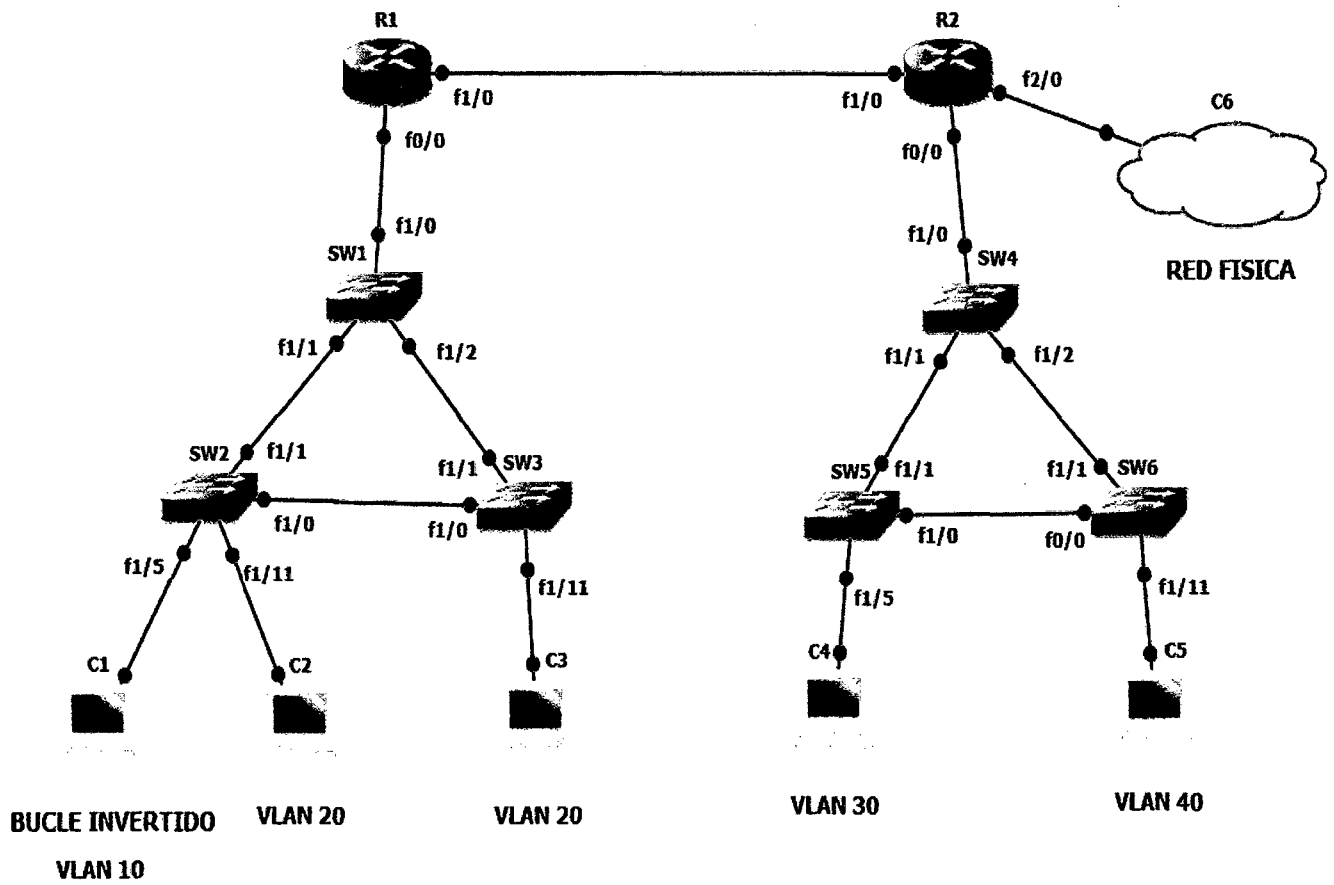 R1
R2
f1/0
f1/0
f2/0
C6
f0/0
f0/0
f1/0
f1/0
SW1
SW4
RED FISICA
f1/1
f1/2
f1/1
f1/2
SW2
f1/1
f1/1
SW3
SW5
f1/1
f1/1
SW6
f1/0
f1/0
f1/0
f0/0
f1/5
f1/11
f1/11
f1/5
f1/11
C1
C2
C3
C4
C5
BUCLE INVERTIDO
VLAN 10
VLAN 20
VLAN 20
VLAN 30
VLAN 40